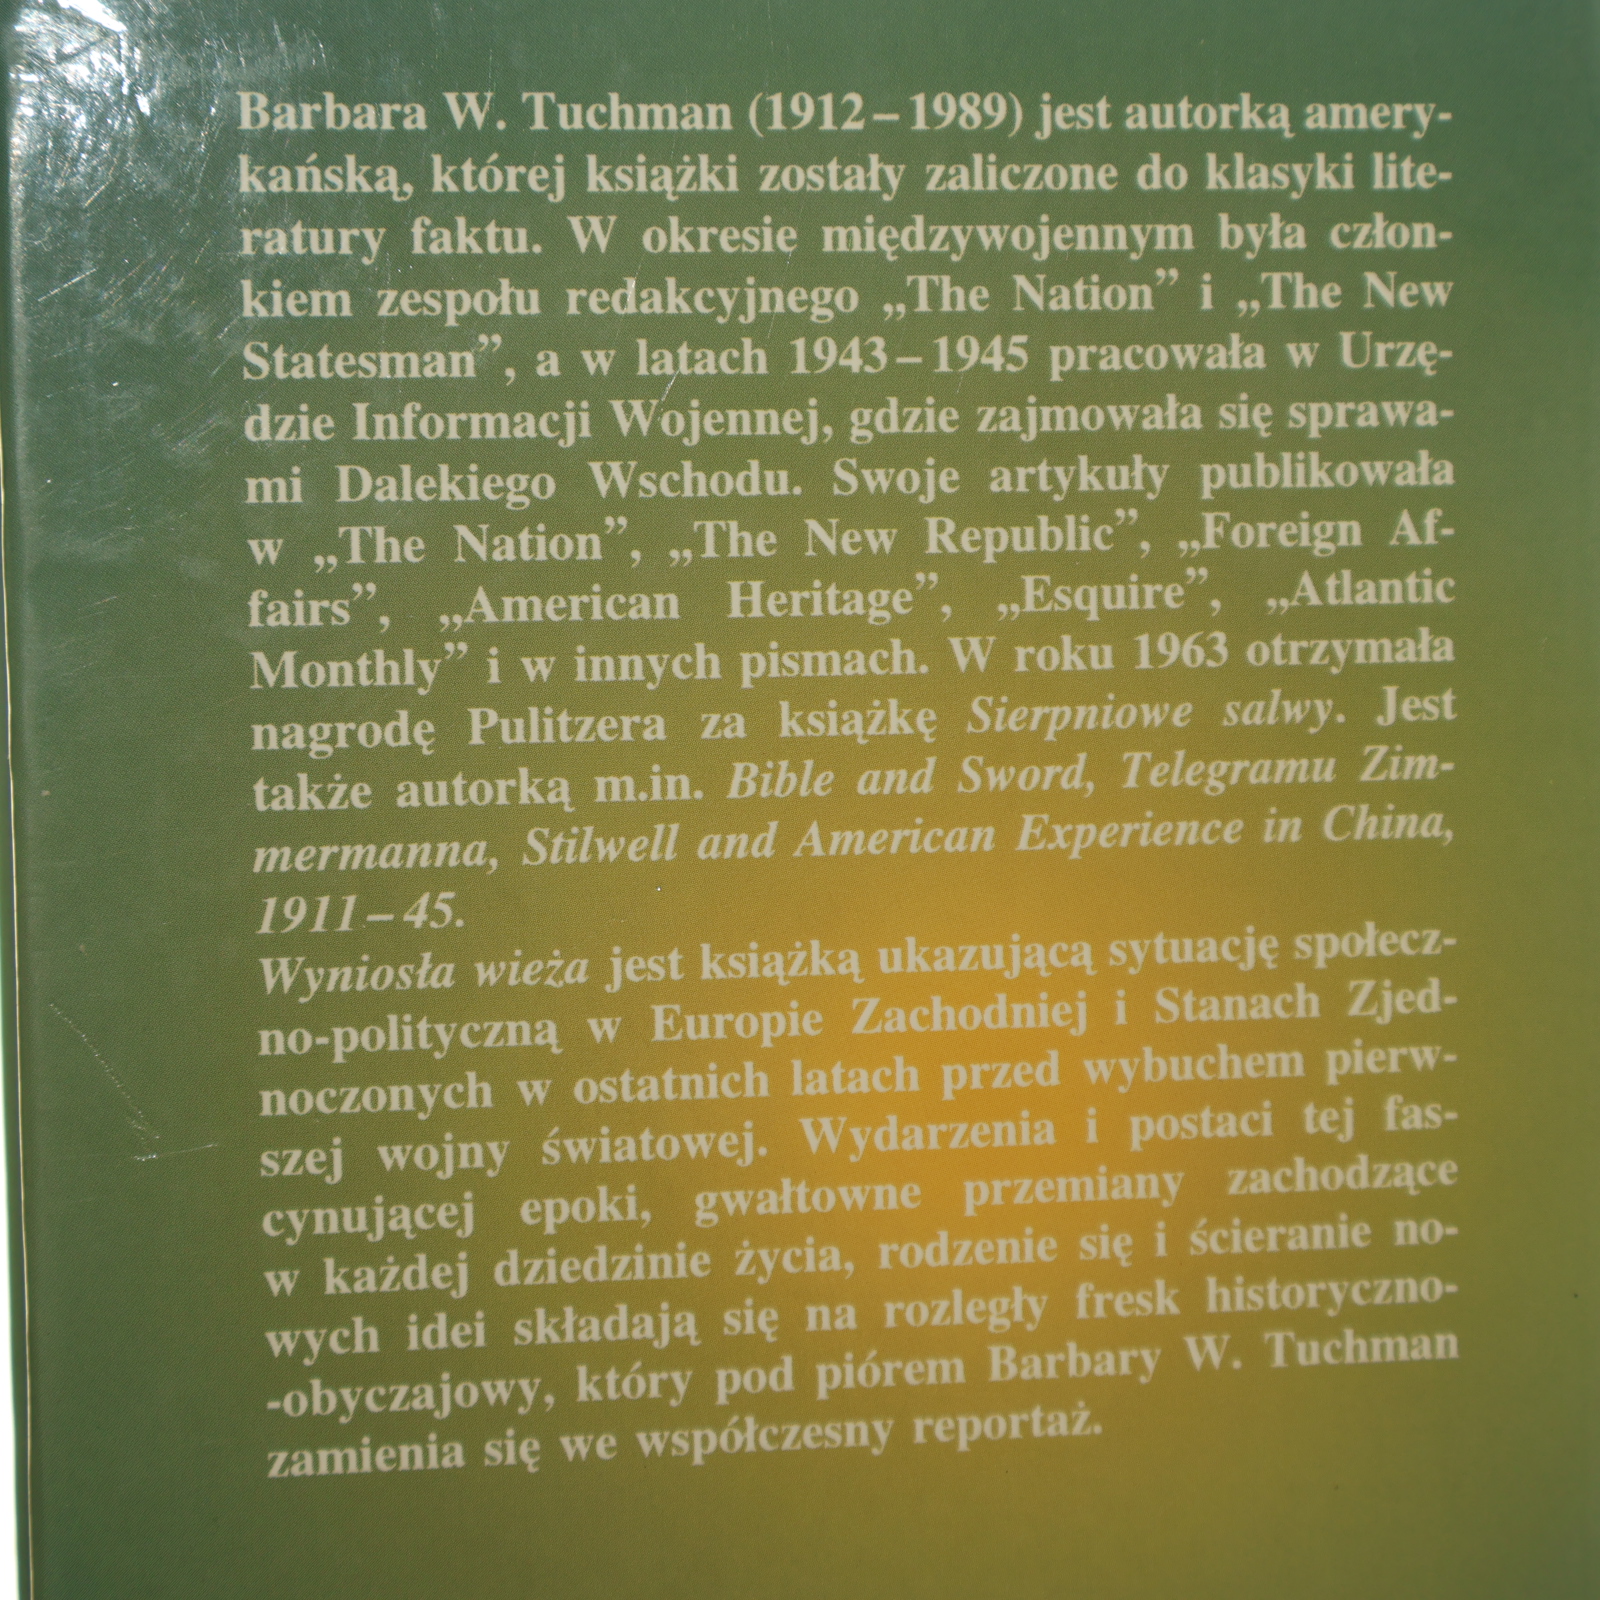 Barbara W. Tuchman (1912–1989) jest autorką amery-
kańską, której książki zostały zaliczone do klasyki lite-
ratury faktu. W okresie międzywojennym była człon-
kiem zespołu redakcyjnego „The Nation” i „The New
Statesman”, a w latach 1943–1945 pracowała w Urzę-
dzie Informacji Wojennej, gdzie zajmowała się sprawa-
mi Dalekiego Wschodu. Swoje artykuły publikowała
w „The Nation”, „The New Republic”, „Foreign Af-
fairs”, „American Heritage”, „Esquire”, „Atlantic
Monthly” i w innych pismach. W roku 1963 otrzymała
nagrodę Pulitzera za książkę Sierpniowe salwy. Jest
także autorką m.in. Bible and Sword, Telegramu Zim-
mermanna, Stilwell and American Experience in China,
1911–45.
Wyniosła wieża jest książką ukazującą sytuację społecz-
no-polityczną w Europie Zachodniej i Stanach Zjed-
noczonych w ostatnich latach przed wybuchem pierw-
szej wojny światowej. Wydarzenia i postaci tej fas-
cynującej epoki, gwałtowne przemiany zachodzące
w każdej dziedzinie życia, rodzenie się i ścieranie no-
wych idei składają się na rozległy fresk historyczno-
-obyczajowy, który pod piórem Barbary W. Tuchman
zamienia się we współczesny reportaż.